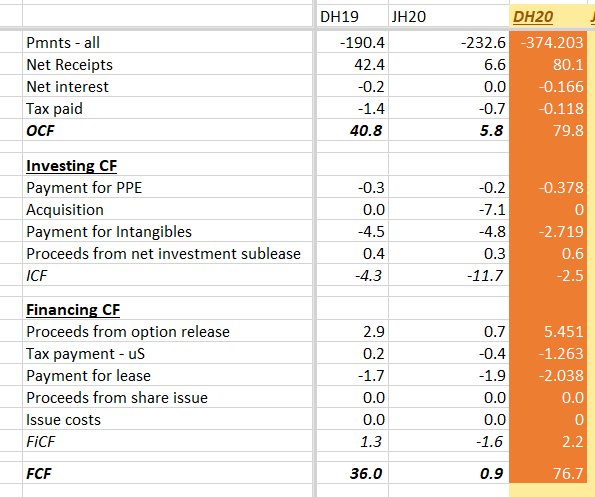 DH19 JH20 DH20
Pmnts - all -190.4 -232.6 -374.203
Net Receipts 42.4 6.6 80.1
Net interest -0.2 0.0 -0.166
Tax paid -1.4 -0.7 -0.118
OCF 40.8 5.8 79.8
Investing CF
Payment for PPE -0.3 -0.2 -0.378
Acquisition 0.0 -7.1 0
Payment for Intangibles -4.5 -4.8 -2.719
Proceeds from net investment sublease 0.4 0.3 0.6
ICF -4.3 -11.7 -2.5
Financing CF
Proceeds from option release 2.9 0.7 5.451
Tax payment - uS 0.2 -0.4 -1.263
Payment for lease -1.7 -1.9 -2.038
Proceeds from share issue 0.0 0.0 0.0
Issue costs 0.0 0.0 0
FiCF 1.3 -1.6 2.2
FCF 36.0 0.9 76.7